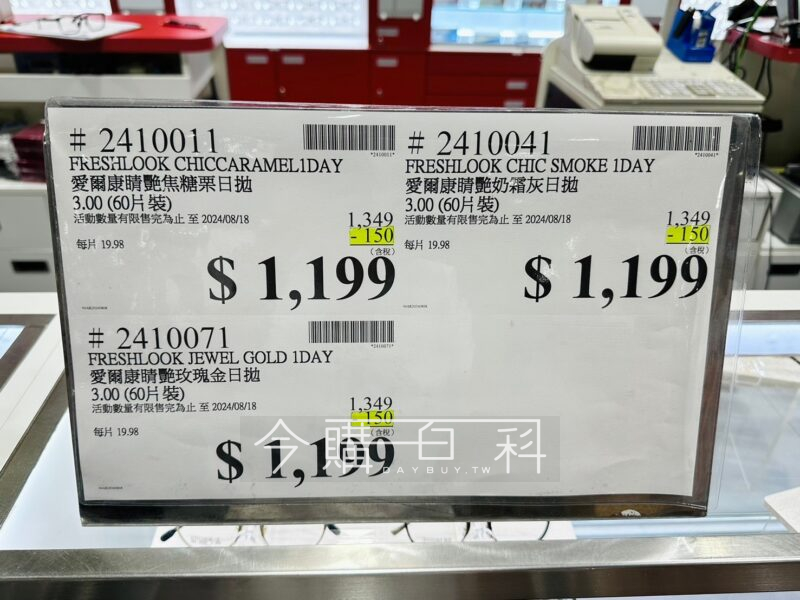 # 2410011
*2410011*
FRESHLOOK CHICCARAMEL1DAY
愛爾康睛艷焦糖栗日拋
3.00 (60片裝)
活動數量有限售完為止 至 2024/08/18
1,349
- 150
(含稅)
每片 19.98
$ 1,199
# 2410041
*2410041*
FRESHLOOK CHIC SMOKE 1DAY
愛爾康睛艷奶霜灰日拋
3.00 (60片裝)
活動數量有限售完為止 至 2024/08/18
1,349
- 150
(含稅)
每片 19.98
$ 1,199
# 2410071
*2410071*
FRESHLOOK JEWEL GOLD 1DAY
愛爾康睛艷玫瑰金日拋
3.00 (60片裝)
活動數量有限售完為止 至 2024/08/18
1,349
- 150
(含稅)
每片 19.98
$ 1,199
今購百科
DAYBUY.TW